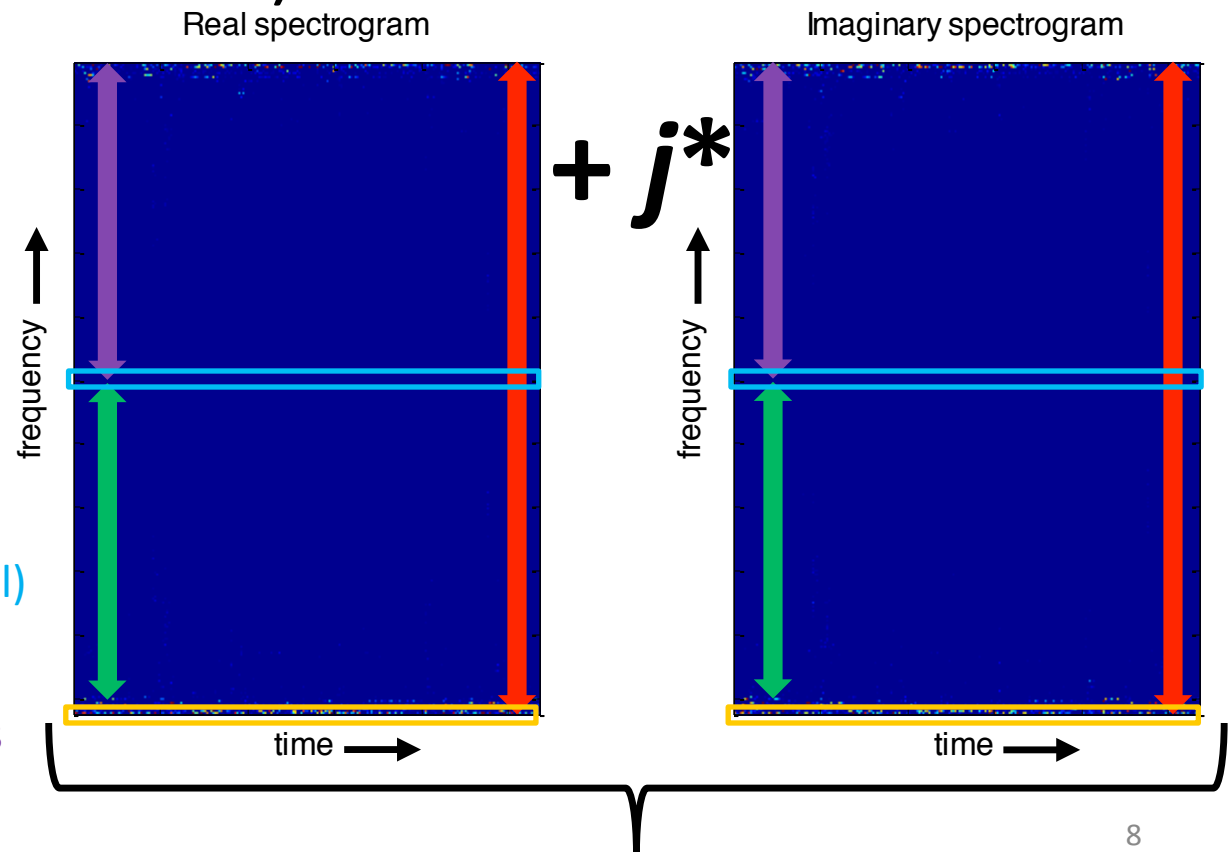 Real spectrogram
Imaginary spectrogram
+ j*
frequency
frequency
l)
time
time
8